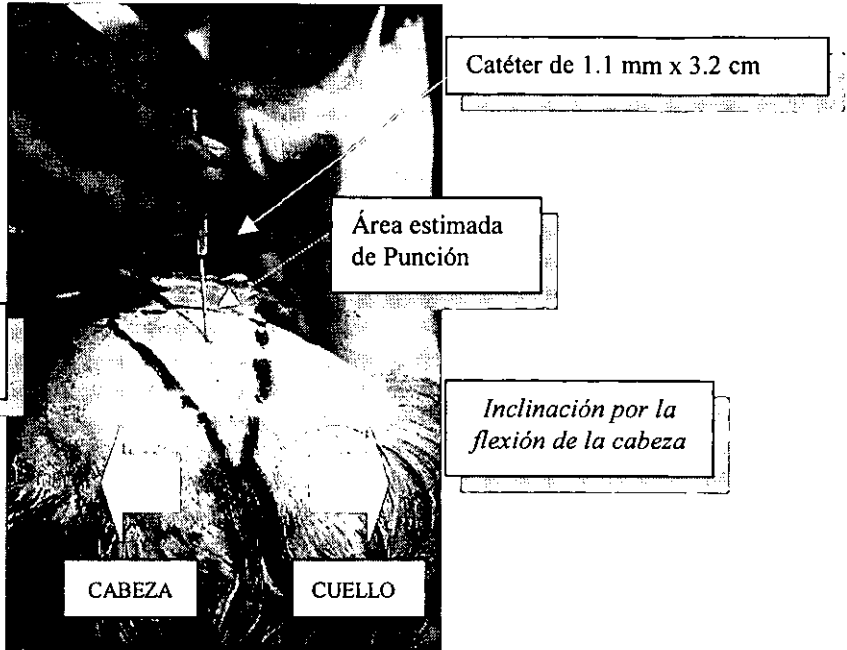 Catéter de 1.1 mm x 3.2 cm
Área estimada
de Punción
Inclinación por la
flexión de la cabeza
CABEZA
CUELLO